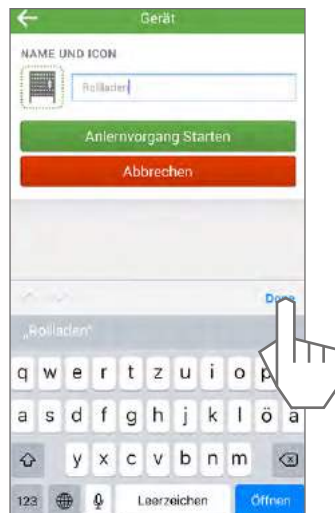 Gerät
NAME UND ICON
Rollladen
Anlernvorgang Starten
Abbrechen
Done
„Rollladen“
q w e r t z u i o p
a s d f g h j k l ö ä
y x c v b n m
123 Leerzeichen Öffnen